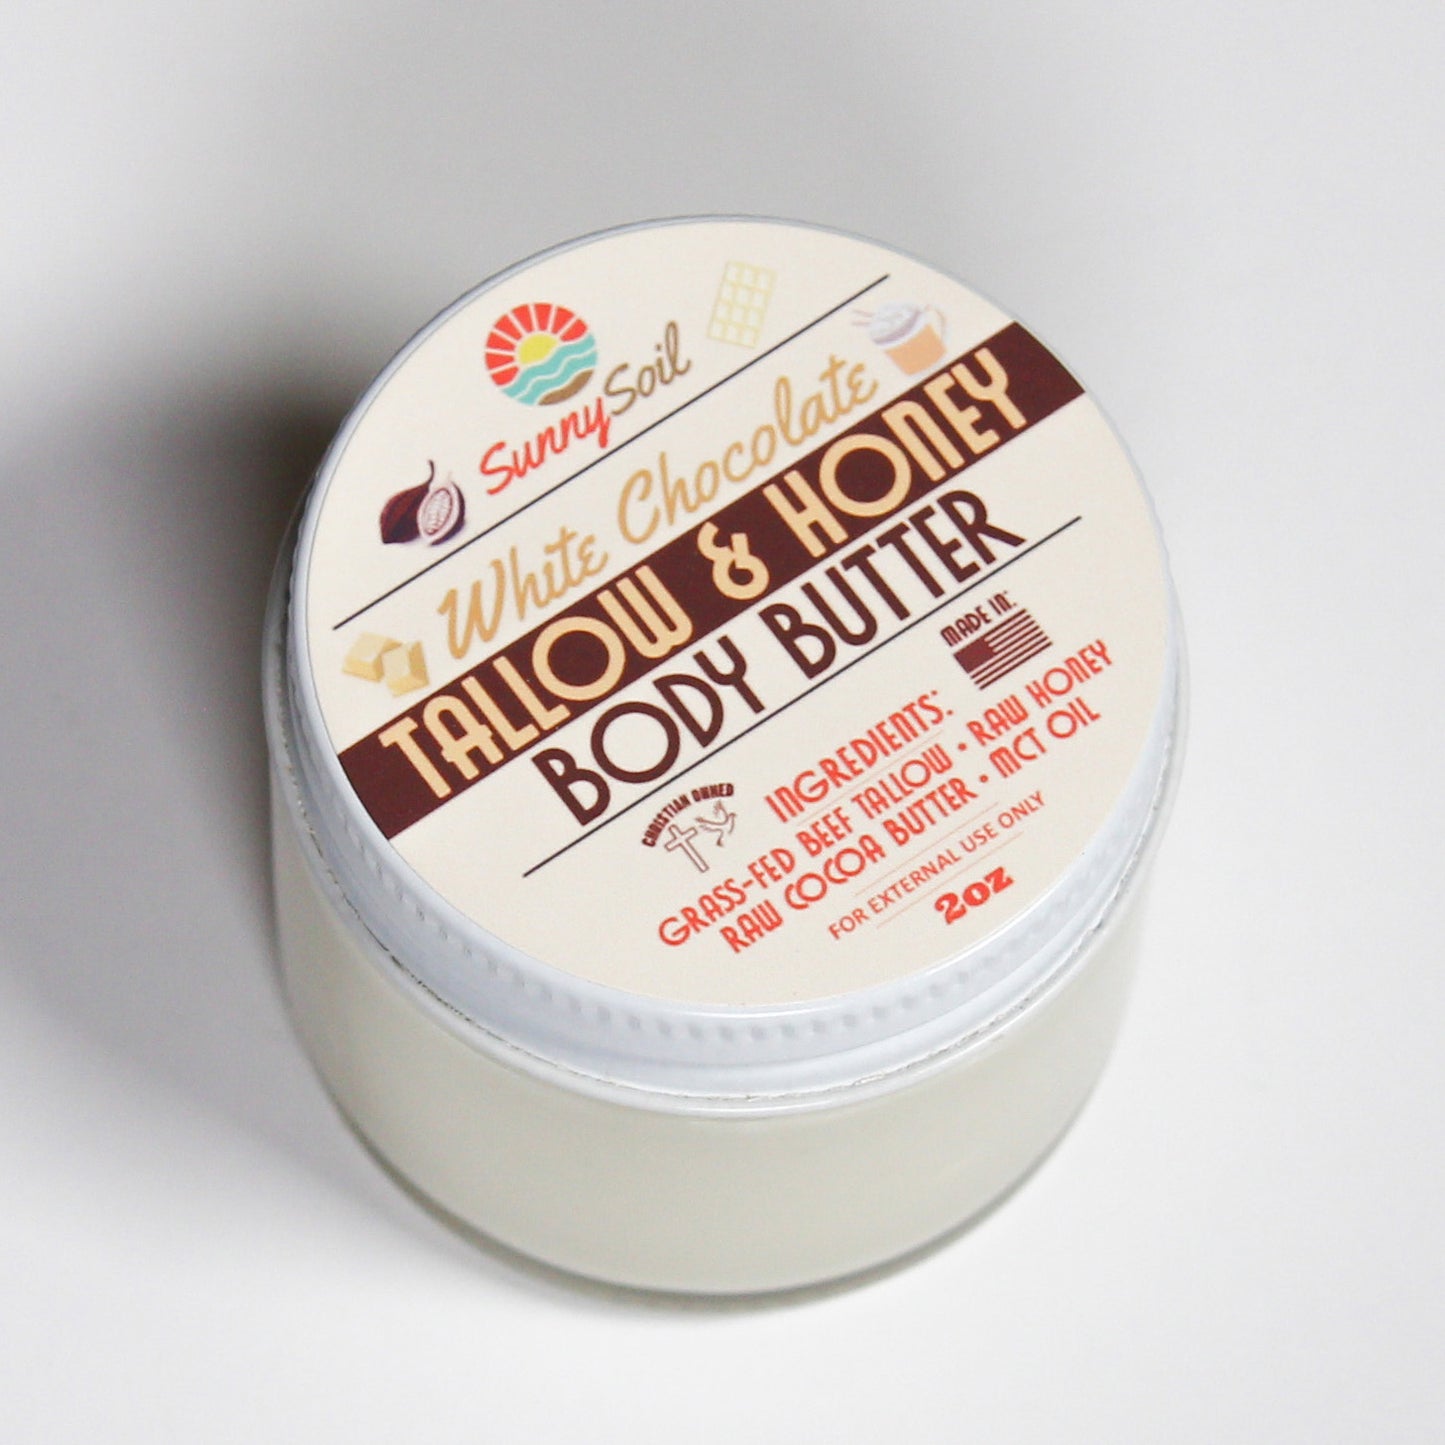 SunnySoil
White Chocolate
TALLOW & HONEY
BODY BUTTER
MADE IN:
CHRISTIAN OWNED
INGREDIENTS:
GRASS-FED BEEF TALLOW • RAW HONEY
RAW COCOA BUTTER • MCT OIL
FOR EXTERNAL USE ONLY
2oz